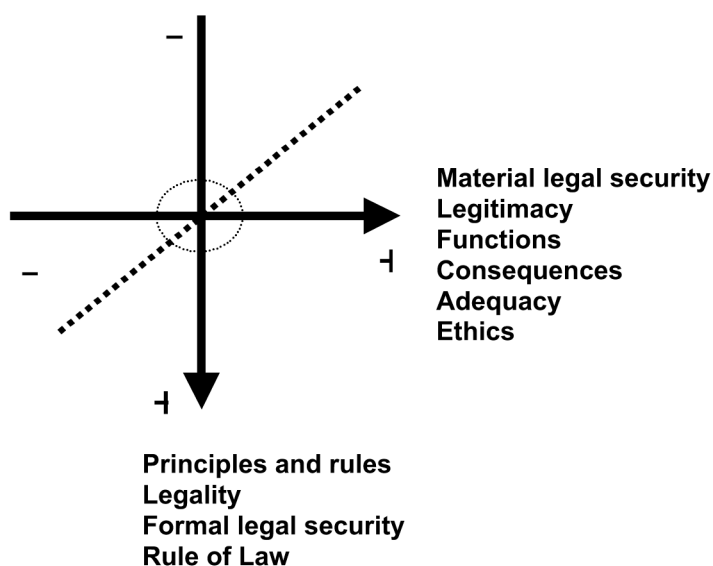 –
Material legal security
Legitimacy
Functions
– Consequences
Adequacy
Ethics
Principles and rules
Legality
Formal legal security
Rule of Law